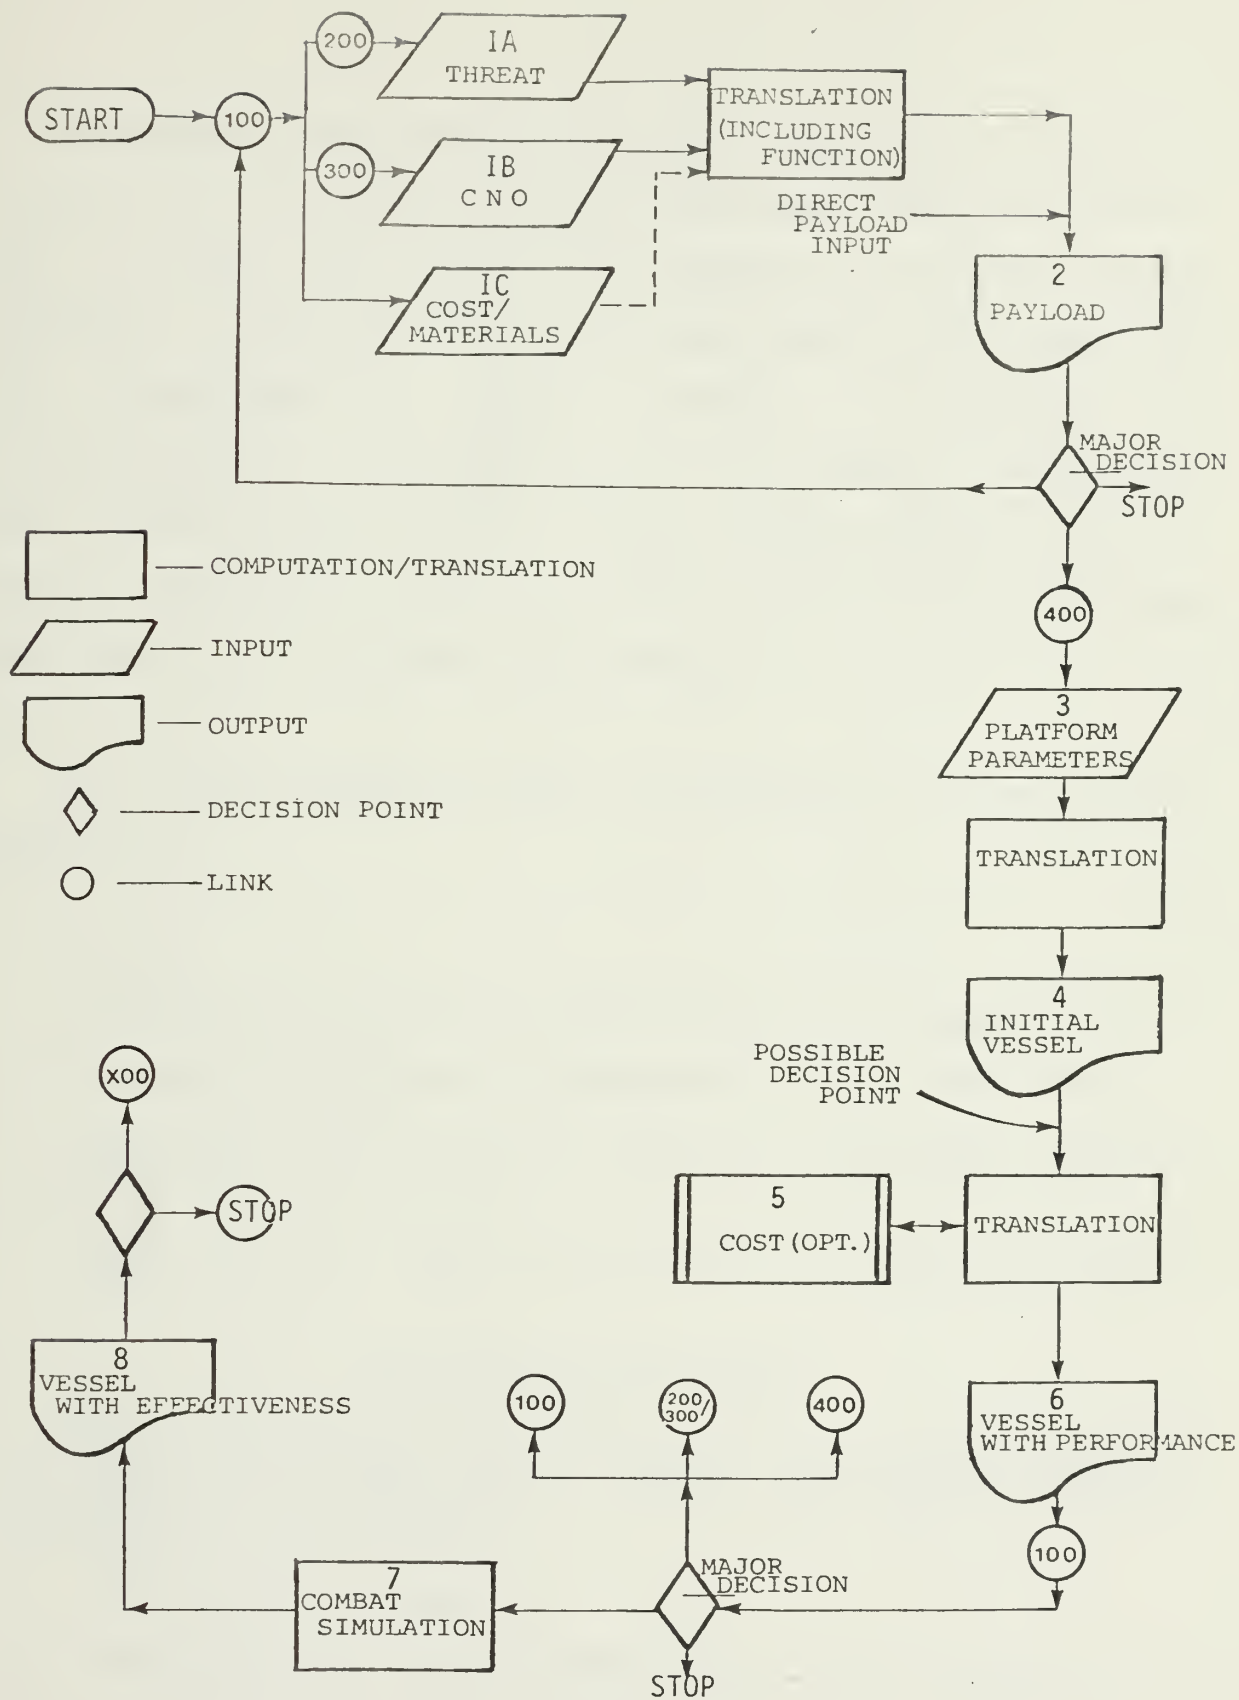 200
IA
THREAT
START
100
TRANSLATION
(INCLUDING
FUNCTION)
300
IB
CNO
DIRECT
PAYLOAD
INPUT
IC
COST/
MATERIALS
2
PAYLOAD
MAJOR
DECISION
STOP
COMPUTATION/TRANSLATION
INPUT
OUTPUT
DECISION POINT
LINK
400
3
PLATFORM
PARAMETERS
TRANSLATION
4
INITIAL
VESSEL
POSSIBLE
DECISION
POINT
X00
STOP
5
COST(OPT.)
TRANSLATION
8
VESSEL
WITH EFFECTIVENESS
100
200/
300/
400
6
VESSEL
WITH PERFORMANCE
100
MAJOR
DECISION
7
COMBAT
SIMULATION
STOP